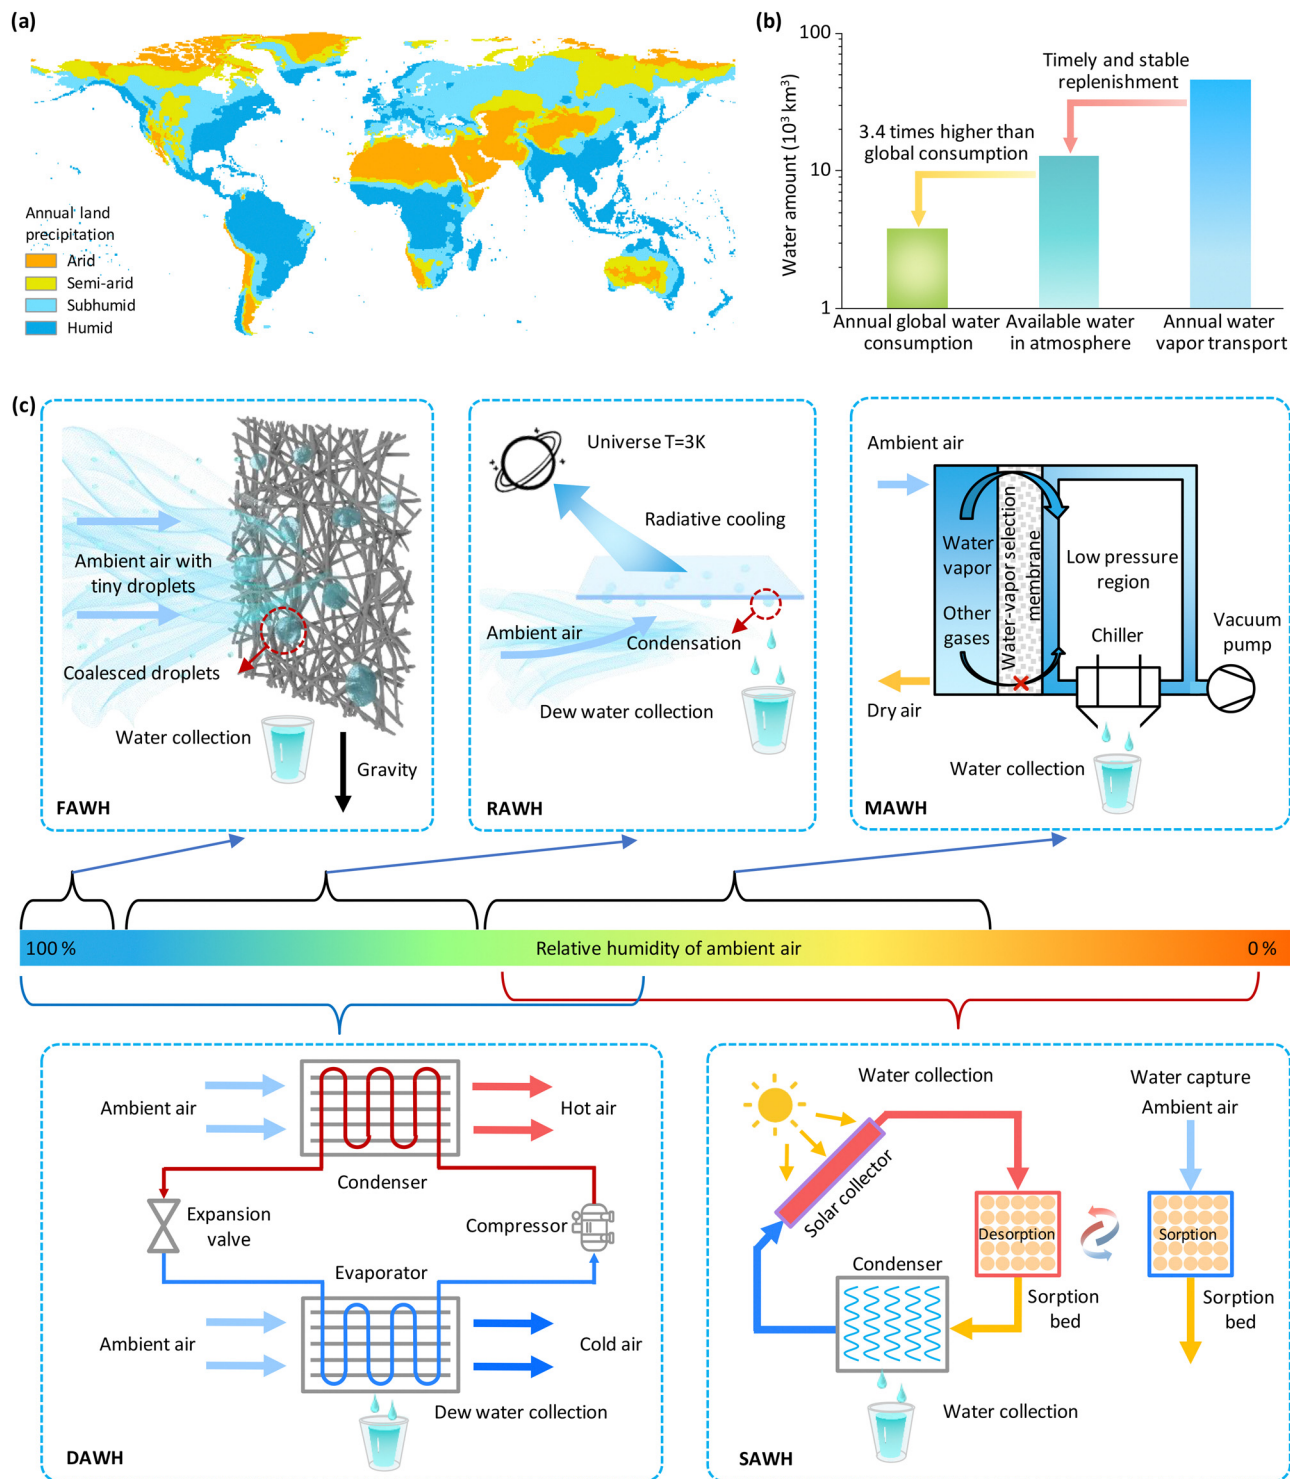 (a)
Annual land
precipitation
Arid
Semi-arid
Subhumid
Humid
(b)
100
10
1
Water amount (10³ km³)
Timely and stable
replenishment
3.4 times higher than
global consumption
Annual global water
consumption
Available water
in atmosphere
Annual water
vapor transport
(c)
Ambient air with
tiny droplets
Coalesced droplets
Water collection
Gravity
FAWH
Universe T=3K
Radiative cooling
Ambient air
Condensation
Dew water collection
RAWH
Ambient air
Water
vapor
Other
gases
Water-vapor selection
membrane
Low pressure
region
Chiller
Vacuum
pump
Dry air
Water collection
MAWH
100 %
Relative humidity of ambient air
0 %
Ambient air
Hot air
Condenser
Expansion
valve
Compressor
Evaporator
Ambient air
Cold air
Dew water collection
DAWH
Water collection
Water capture
Ambient air
Solar collector
Desorption
Sorption
Condenser
Sorption
bed
Sorption
bed
Water collection
SAWH